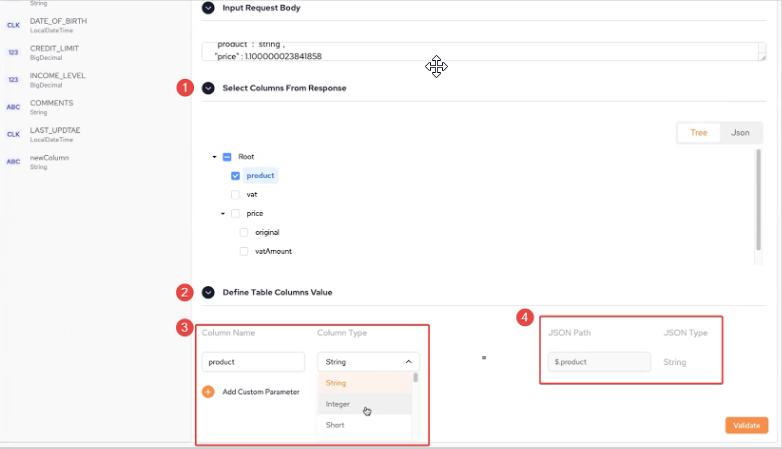 String
CLK DATE_OF_BIRTH
LocalDateTime
123 CREDIT_LIMIT
BigDecimal
123 INCOME_LEVEL
BigDecimal
ABC COMMENTS
String
CLK LAST_UPDTAE
LocalDateTime
ABC newColumn
String
Input Request Body
"product" : "string",
"price" : 1.100000023841858
1 Select Columns From Response
Tree Json
Root
product
vat
price
original
vatAmount
2 Define Table Columns Value
3 4
Column Name Column Type JSON Path JSON Type
product String = $.product String
String
Add Custom Parameter
Integer
Short
Validate